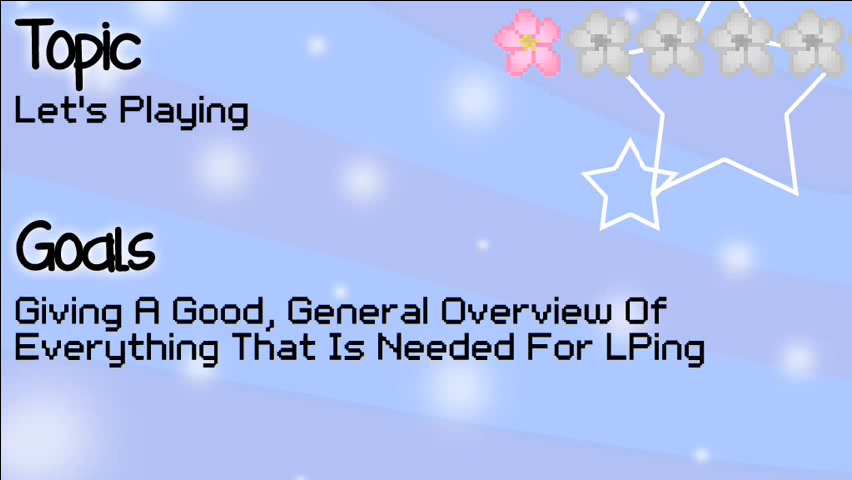 Topic
Let's Playing
Goals
Giving A Good, General Overview Of
Everything That Is Needed For LPing